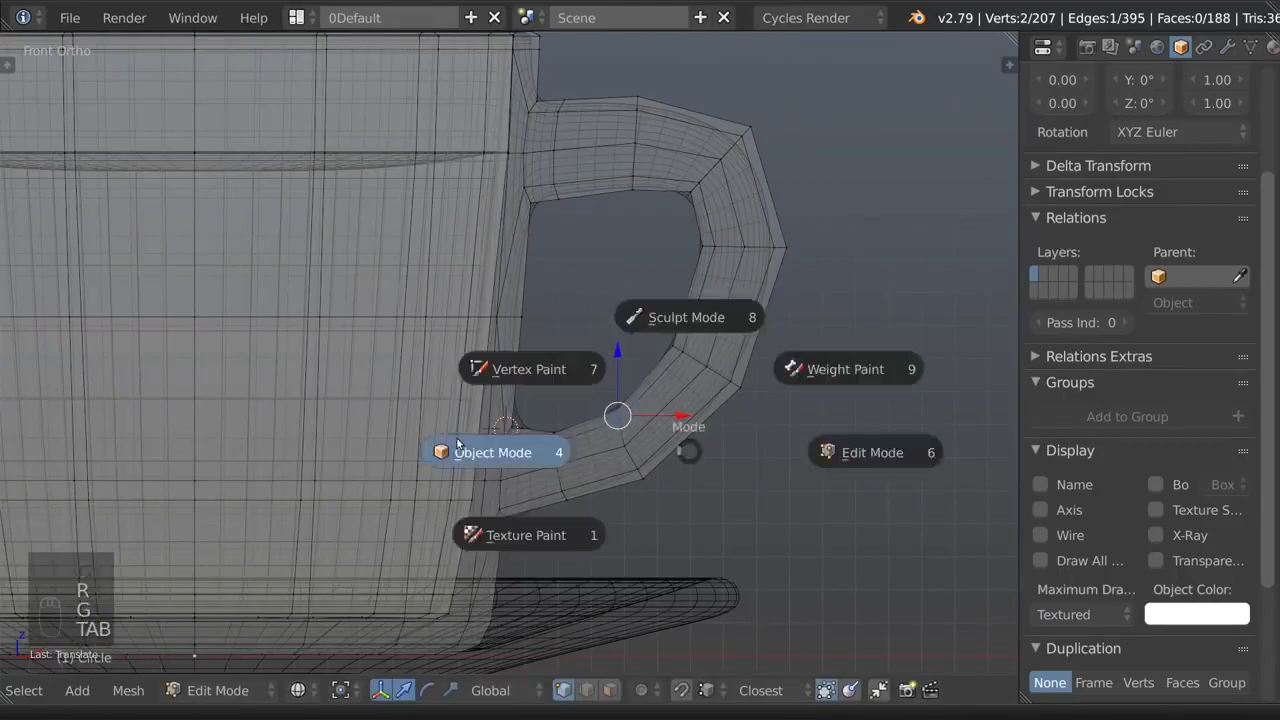 File Render Window Help 0Default Scene Cycles Render v2.79 | Verts:2/207 | Edges:1/395 | Faces:0/188 | Tris:36
Front Ortho
0.00 Y: 0° 1.00
0.00 Z: 0° 1.00
Rotation XYZ Euler
Delta Transform
Transform Locks
Relations
Layers: Parent:
Object
Pass Ind: 0
Relations Extras
Groups
Add to Group
Display
Name Bo Box
Axis Texture S...
Wire X-Ray
Draw All ... Transpare...
Maximum Dra... Object Color:
Textured
Duplication
None Frame Verts Faces Group
Sculpt Mode 8
Vertex Paint 7
Weight Paint 9
Mode
Object Mode 4
Edit Mode 6
Texture Paint 1
R
G
TAB
z
Last: Translate
(1) Circle
Select Add Mesh Edit Mode Global Closest